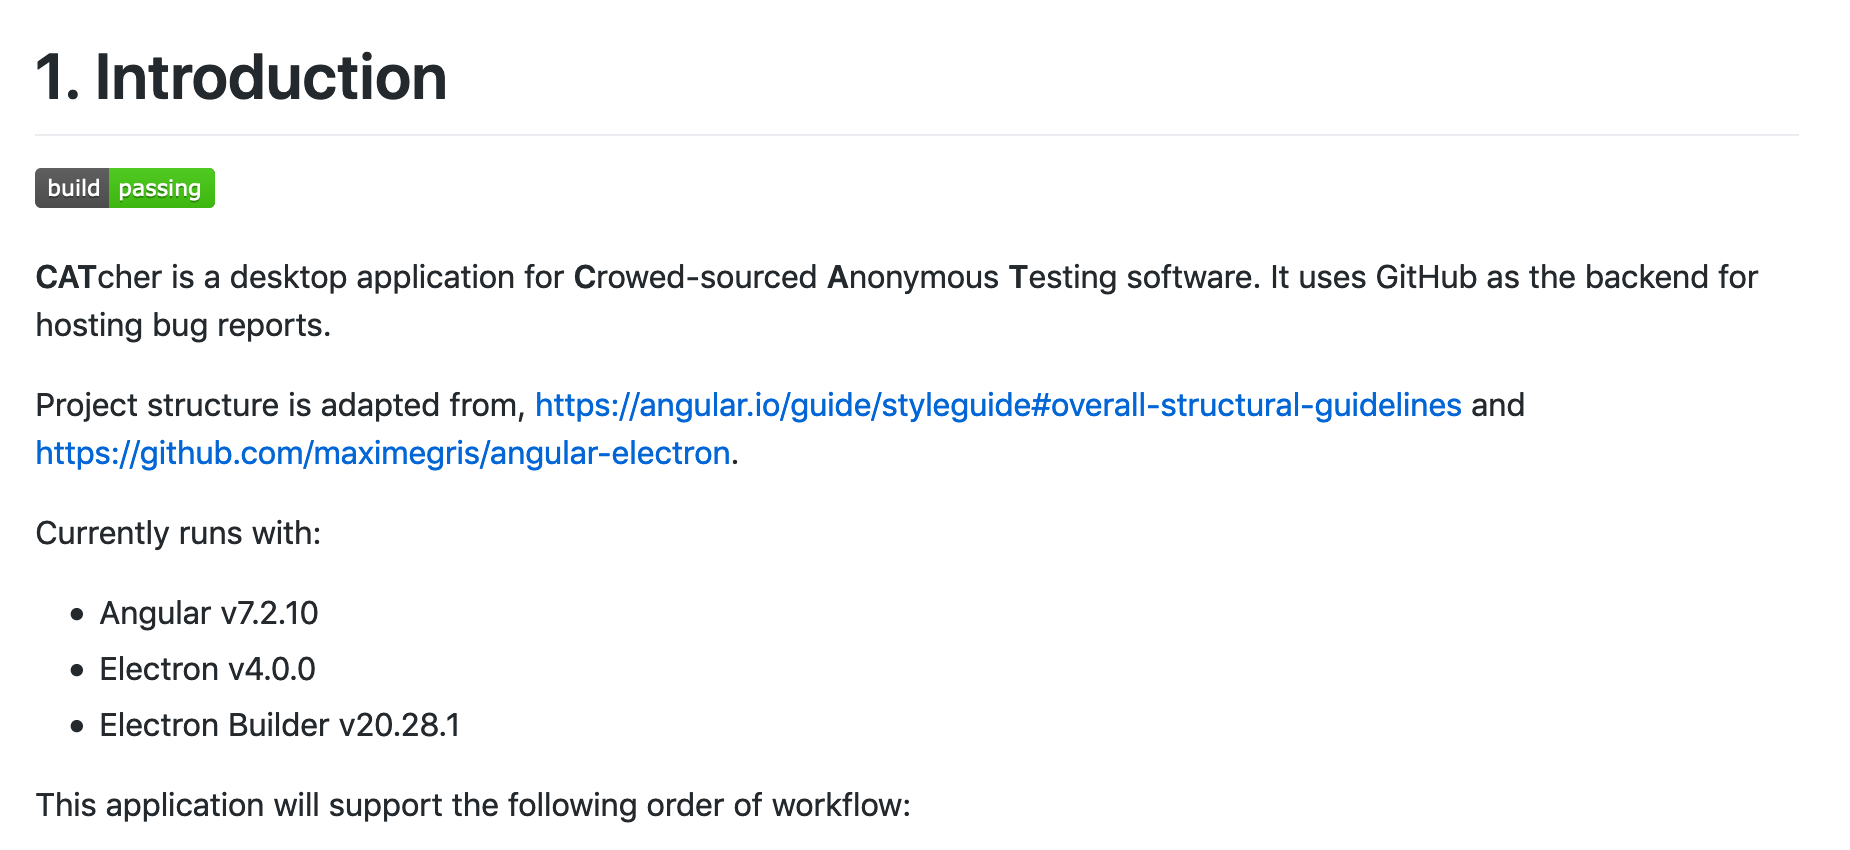 1. Introduction
build passing
CATcher is a desktop application for Crowed-sourced Anonymous Testing software. It uses GitHub as the backend for
hosting bug reports.
Project structure is adapted from, https://angular.io/guide/styleguide#overall-structural-guidelines and
https://github.com/maximegris/angular-electron.
Currently runs with:
• Angular v7.2.10
• Electron v4.0.0
• Electron Builder v20.28.1
This application will support the following order of workflow: